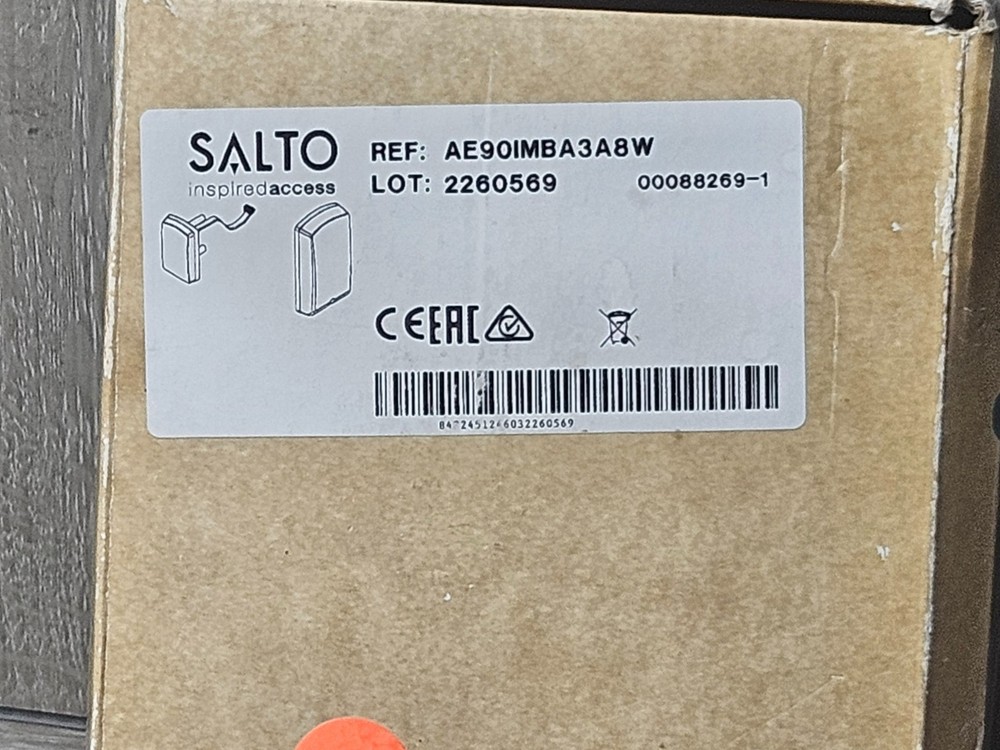 SALTO
inspiredaccess
REF: AE90IMBA3A8W
LOT: 2260569
00088269-1
CE EAC